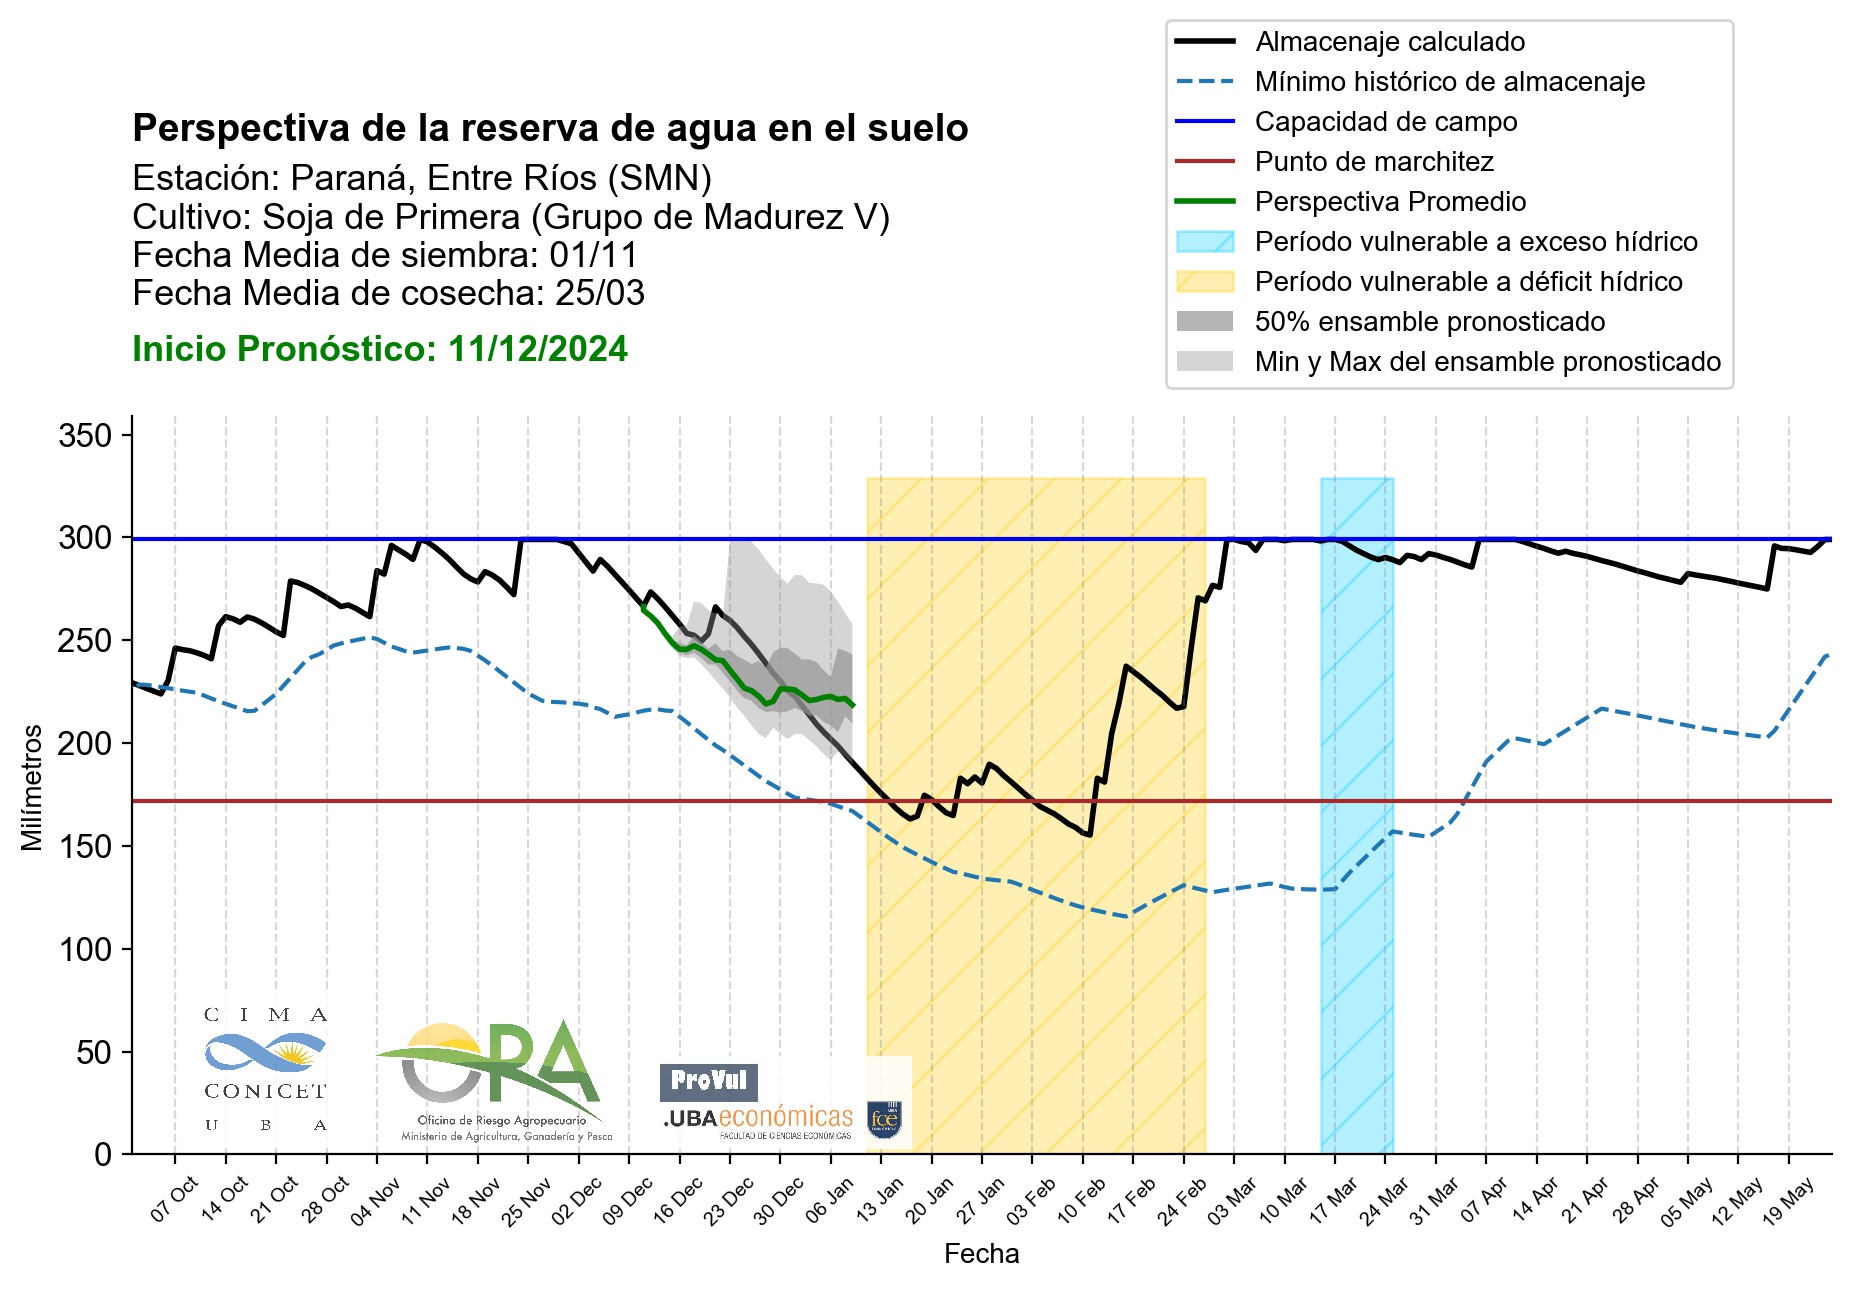 Almacenaje calculado
Mínimo histórico de almacenaje
Capacidad de campo
Punto de marchitez
Perspectiva Promedio
Período vulnerable a exceso hídrico
Período vulnerable a déficit hídrico
50% ensamble pronosticado
Min y Max del ensamble pronosticado
Perspectiva de la reserva de agua en el suelo
Estación: Paraná, Entre Ríos (SMN)
Cultivo: Soja de Primera (Grupo de Madurez V)
Fecha Media de siembra: 01/11
Fecha Media de cosecha: 25/03
Inicio Pronóstico: 11/12/2024
Milímetros
350
300
250
200
150
100
50
0
CIMA
CONICET
UBA
ORA
Oficina de Riesgo Agropecuario
Ministerio de Agricultura, Ganadería y Pesca
ProVul
.UBAeconómicas
FACULTAD DE CIENCIAS ECONÓMICAS
UBA
fce
07 Oct 14 Oct 21 Oct 28 Oct 04 Nov 11 Nov 18 Nov 25 Nov 02 Dec 09 Dec 16 Dec 23 Dec 30 Dec 06 Jan 13 Jan 20 Jan 27 Jan 03 Feb 10 Feb 17 Feb 24 Feb 03 Mar 10 Mar 17 Mar 24 Mar 31 Mar 07 Apr 14 Apr 21 Apr 28 Apr 05 May 12 May 19 May
Fecha